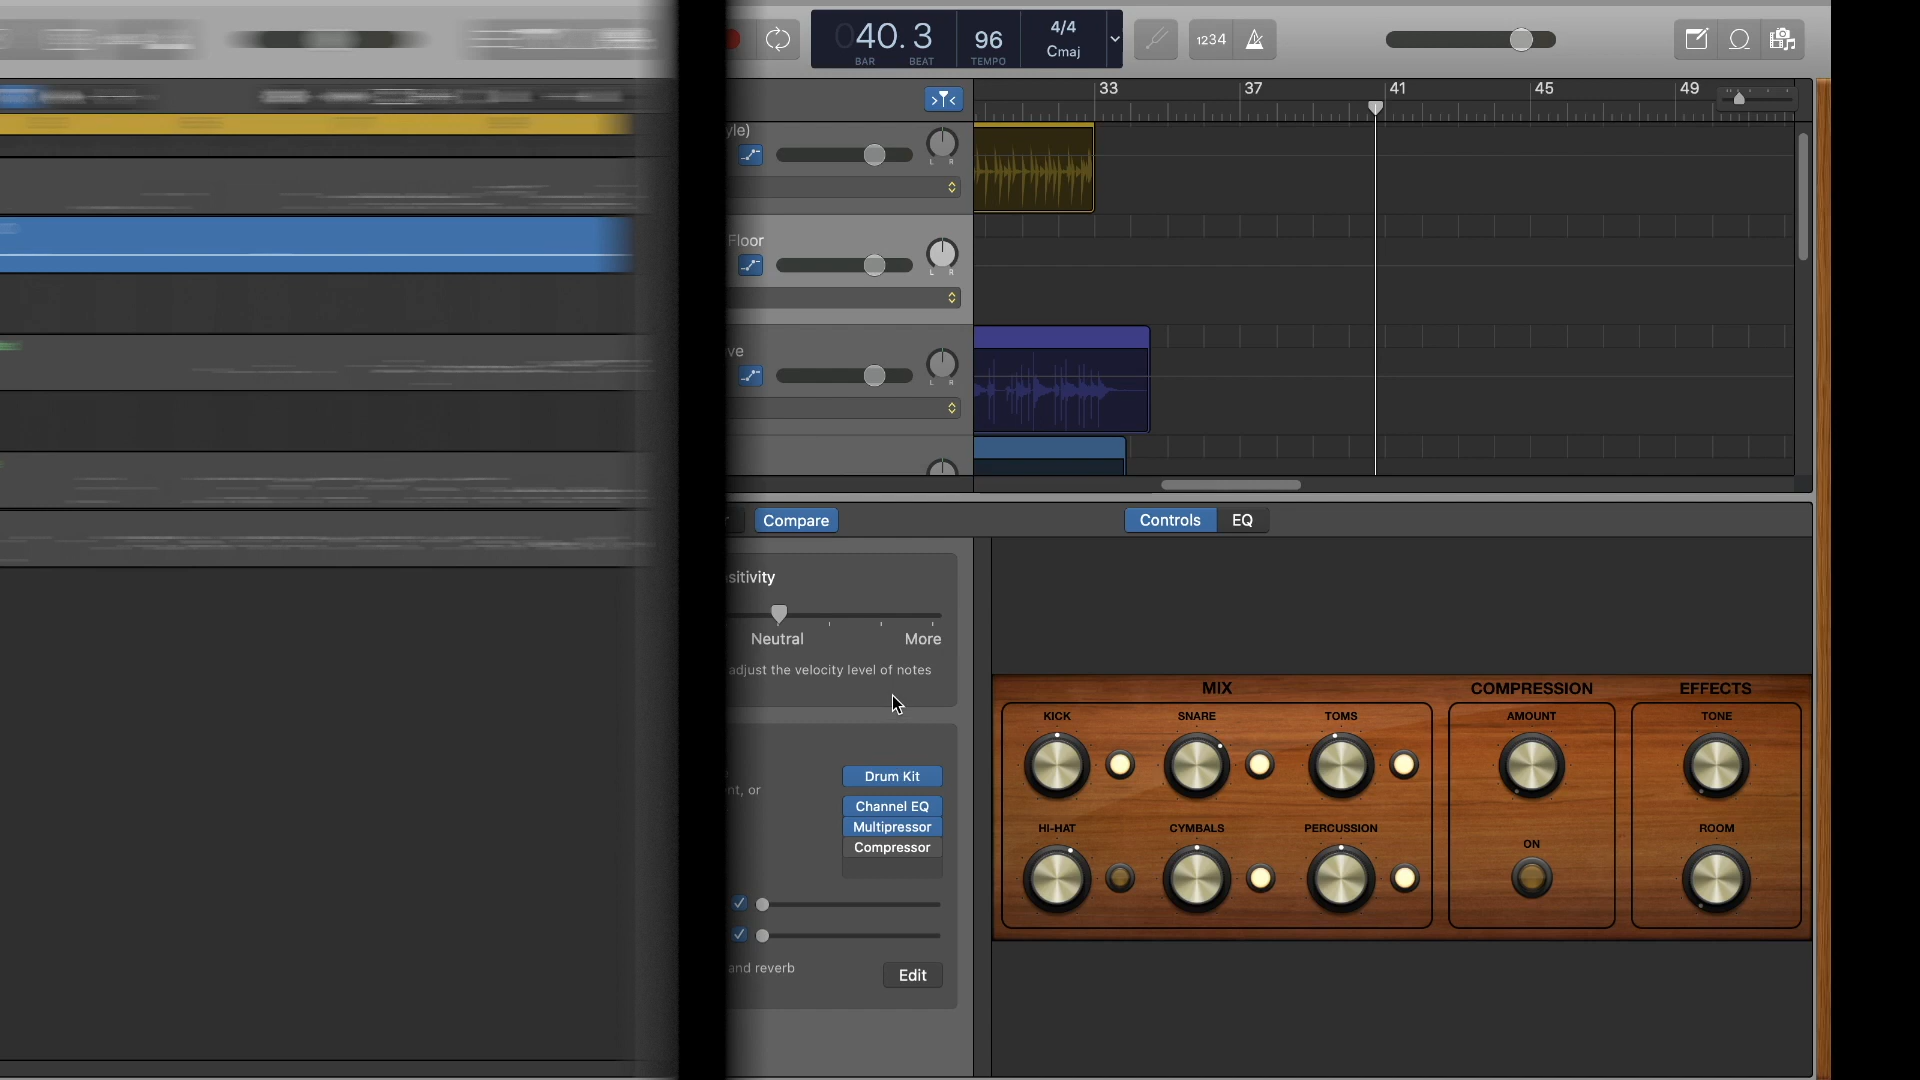 040.3
BAR BEAT
96
TEMPO
4/4
Cmaj
1234
33 37 41 45 49
yle)
L R
Floor
L R
ve
L R
Compare
Controls EQ
sitivity
Neutral More
adjust the velocity level of notes
nt, or
Drum Kit
Channel EQ
Multipressor
Compressor
and reverb
Edit
MIX COMPRESSION EFFECTS
KICK SNARE TOMS AMOUNT TONE
HI-HAT CYMBALS PERCUSSION ON ROOM